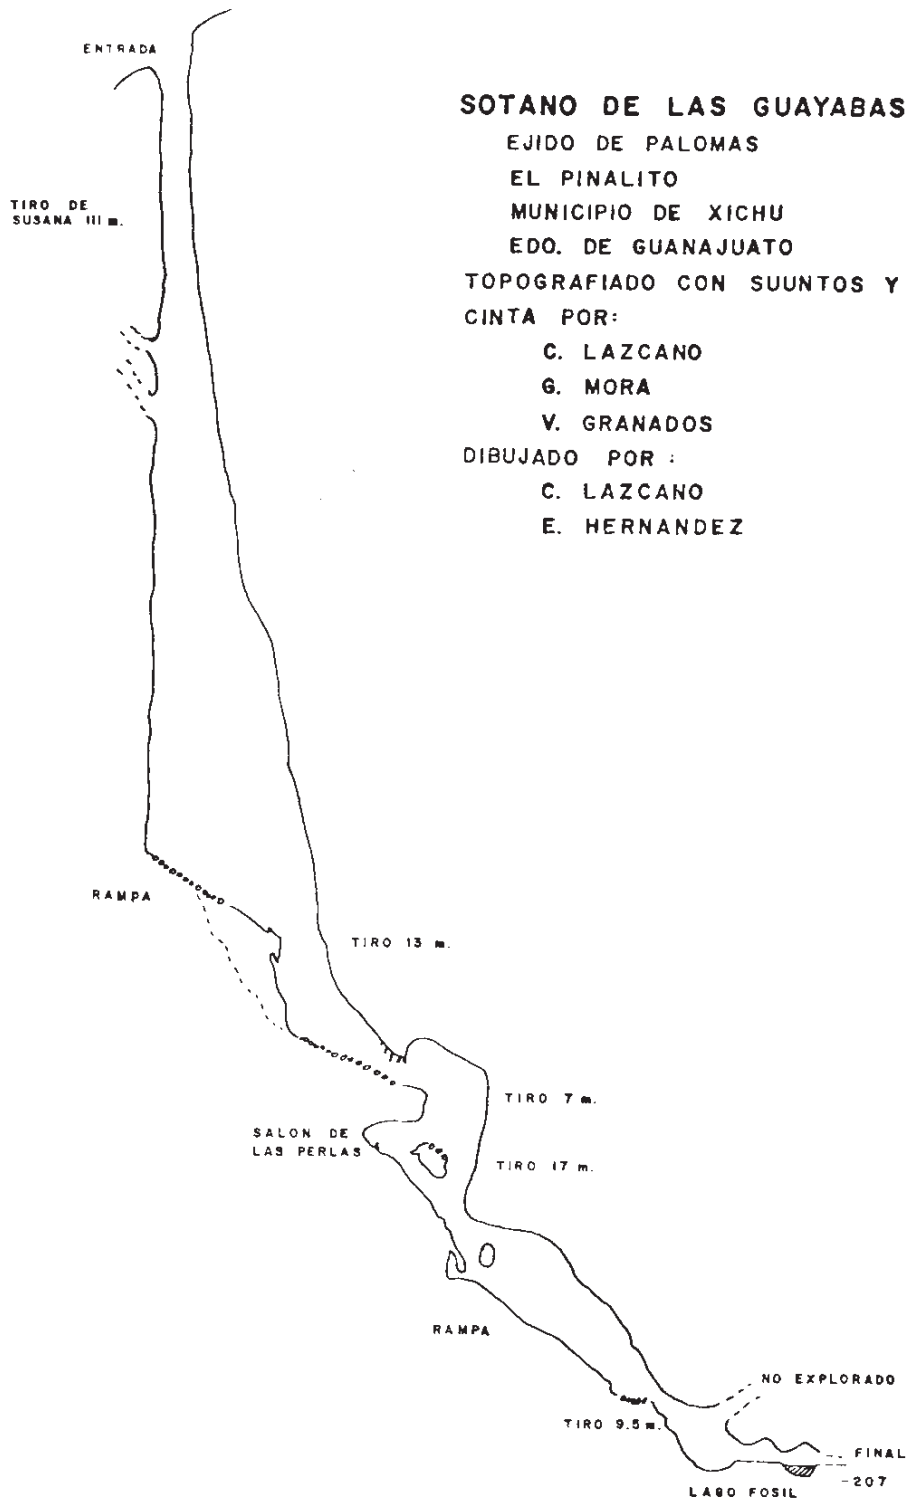 ENTRADA
SOTANO DE LAS GUAYABAS
EJIDO DE PALOMAS
EL PINALITO
MUNICIPIO DE XICHU
EDO. DE GUANAJUATO
TOPOGRAFIADO CON SUUNTOS Y
CINTA POR:
C. LAZCANO
G. MORA
V. GRANADOS
DIBUJADO POR :
C. LAZCANO
E. HERNANDEZ
TIRO DE
SUSANA 111 m.
RAMPA
TIRO 13 m.
TIRO 7 m.
SALON DE
LAS PERLAS
TIRO 17 m.
RAMPA
NO EXPLORADO
TIRO 9.5 m.
FINAL
-207
LAGO FOSIL